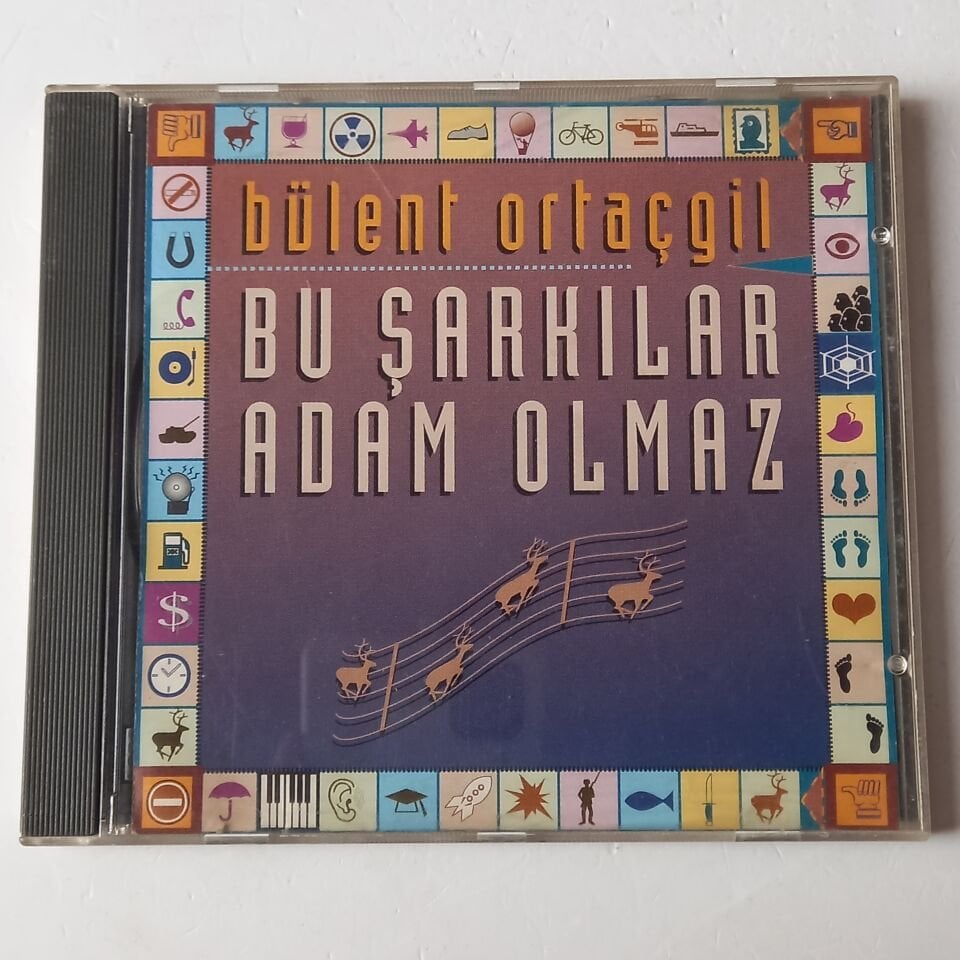 bülent ortaçgil
BU ŞARKILAR
ADAM OLMAZ
$